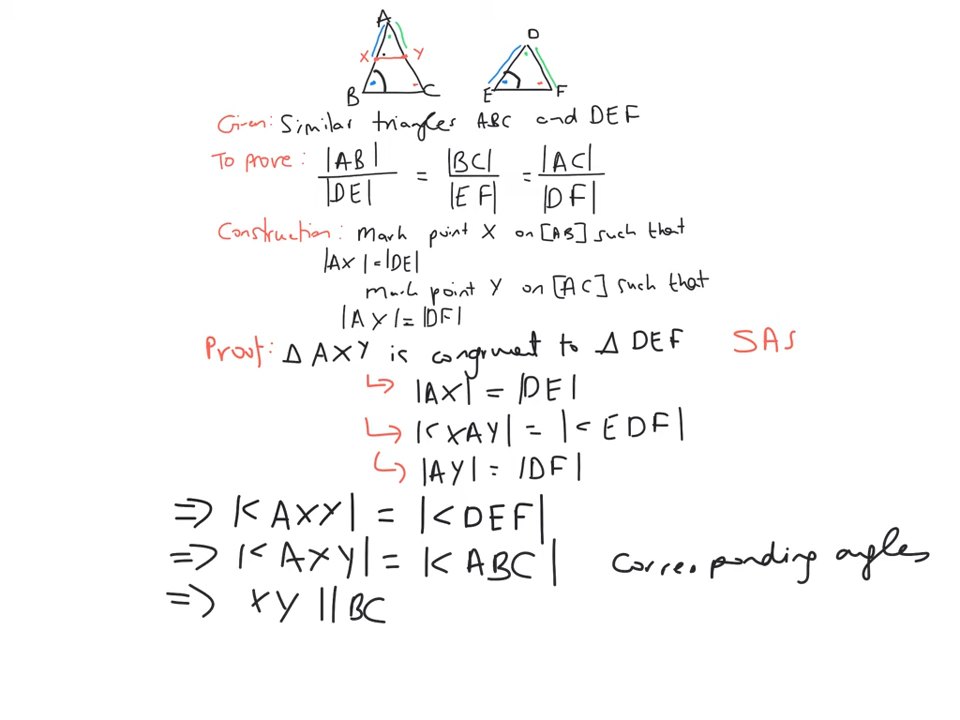 A
X Y
B C
D
E F
Given: Similar triangles ABC and DEF
To prove: |AB| / |DE| = |BC| / |EF| = |AC| / |DF|
Construction: Mark point X on [AB] such that
|AX| = |DE|
Mark point Y on [AC] such that
|AY| = |DF|
Proof: Δ AXY is congruent to Δ DEF SAS
↳ |AX| = |DE|
↳ |< XAY| = |< EDF|
↳ |AY| = |DF|
=> |< AXY| = |< DEF|
=> |< AXY| = |< ABC| Corresponding angles
=> XY || BC